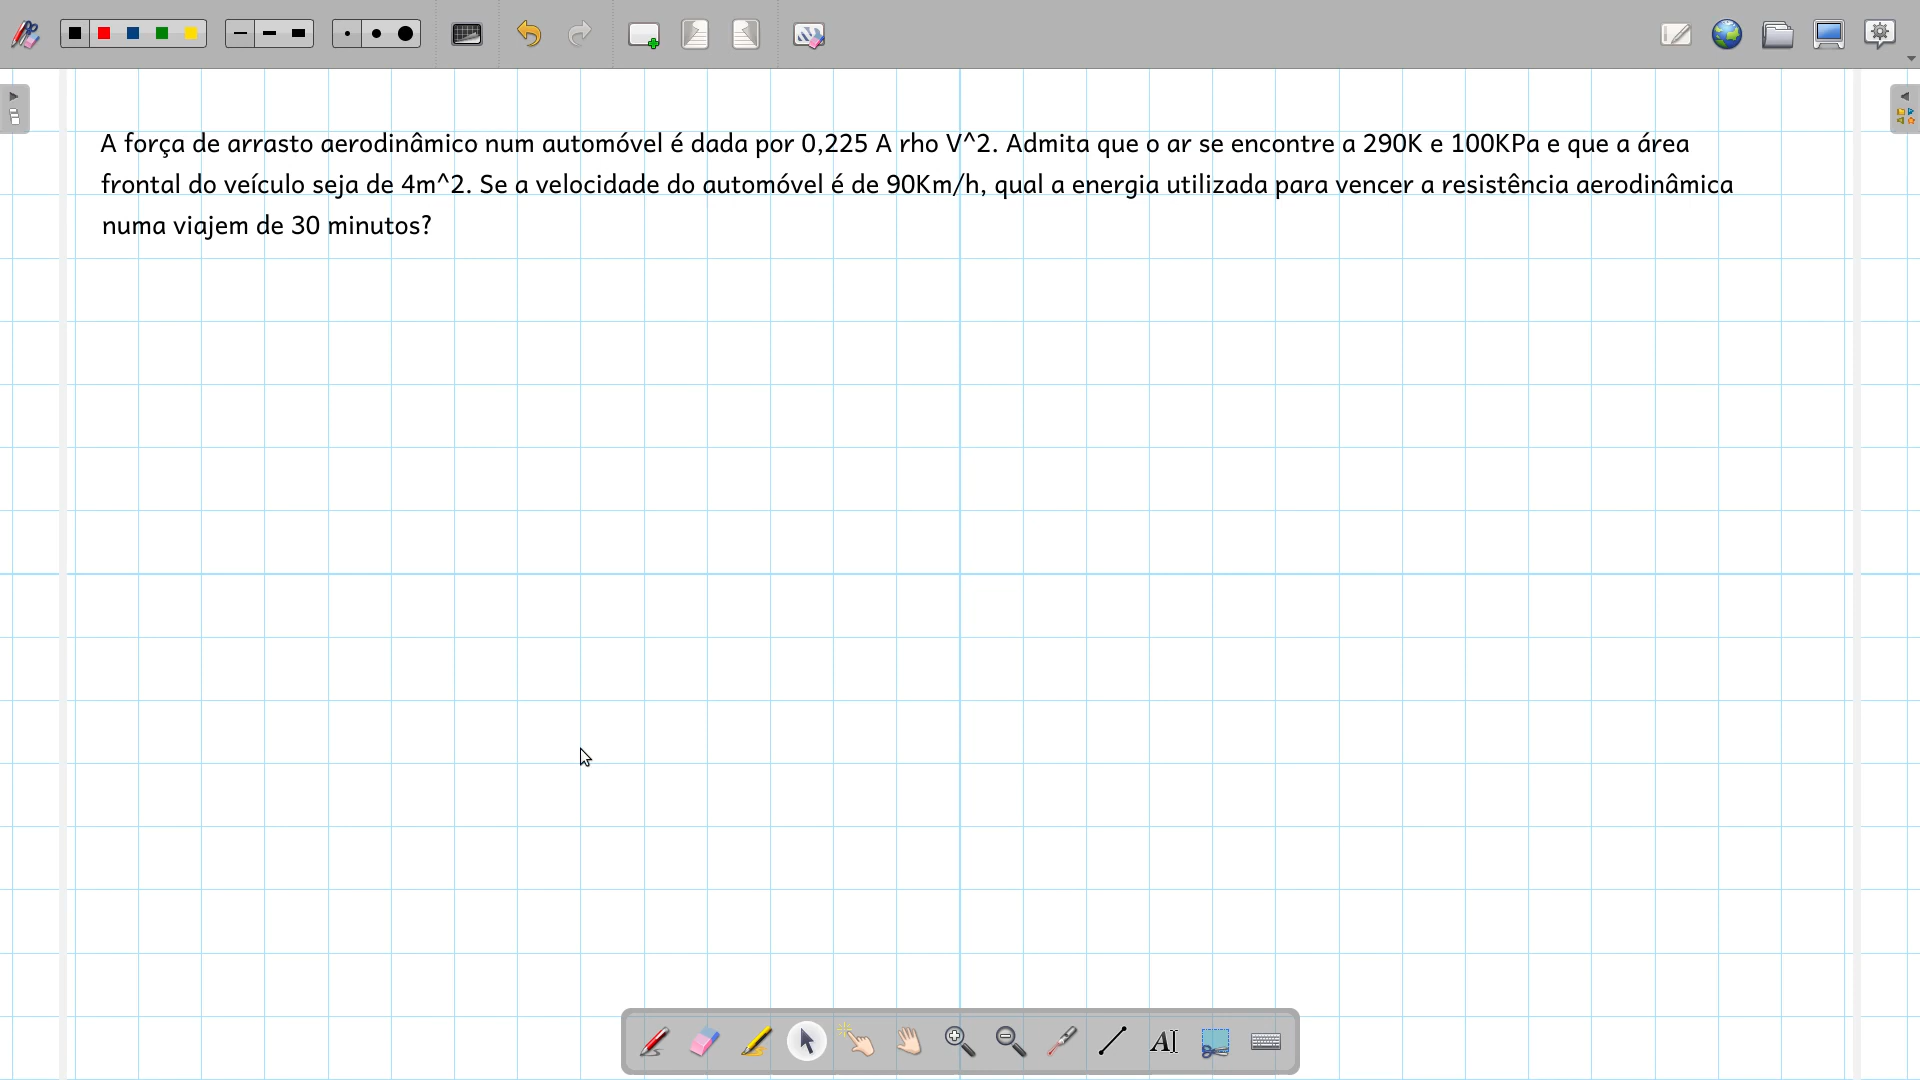 A força de arrasto aerodinâmico num automóvel é dada por 0,225 A rho V^2. Admita que o ar se encontre a 290K e 100KPa e que a área
frontal do veículo seja de 4m^2. Se a velocidade do automóvel é de 90Km/h, qual a energia utilizada para vencer a resistência aerodinâmica
numa viajem de 30 minutos?